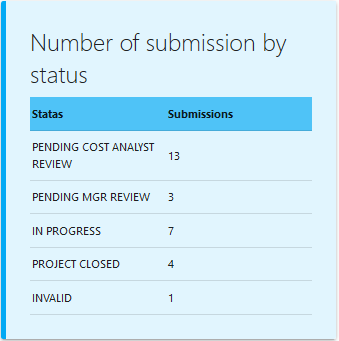 Number of submission by
status
Statas Submissions
PENDING COST ANALYST
REVIEW 13
PENDING MGR REVIEW 3
IN PROGRESS 7
PROJECT CLOSED 4
INVALID 1